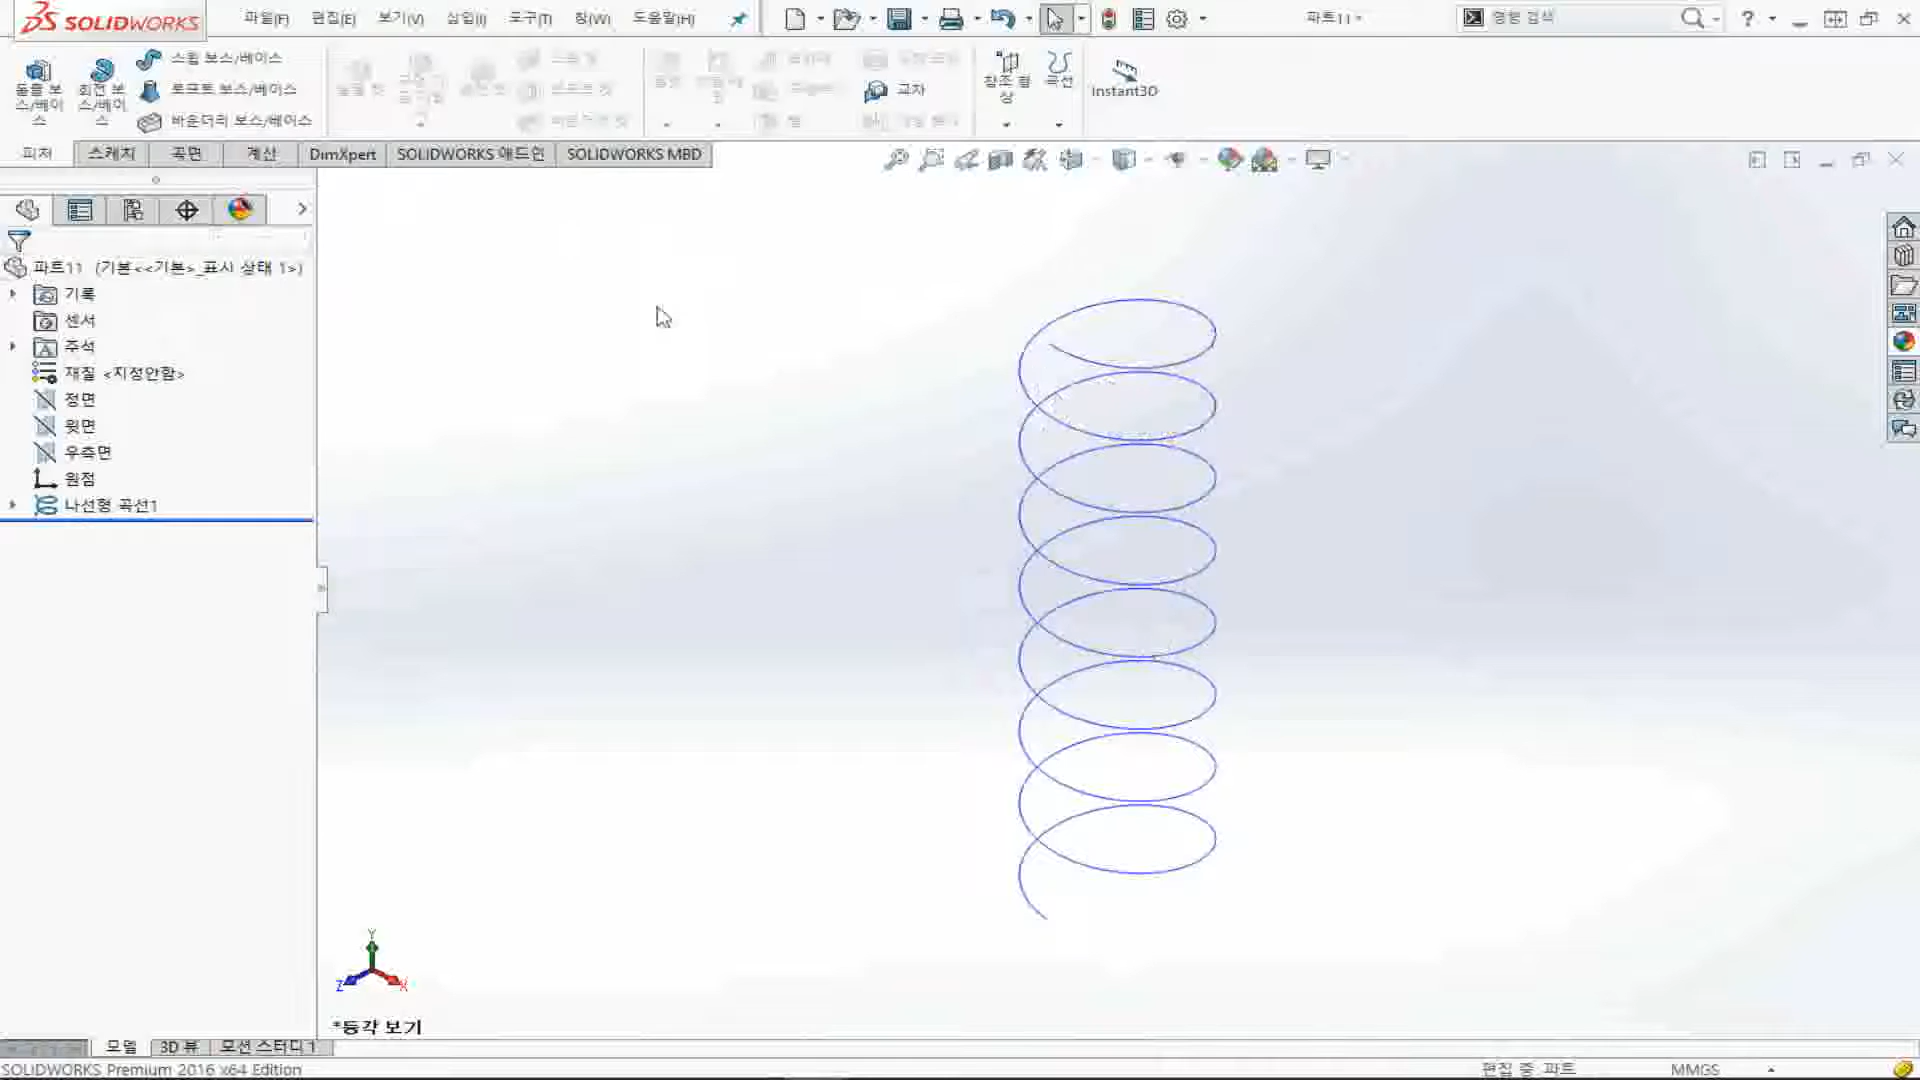 SOLIDWORKS
파일(F) 편집(E) 보기(V) 삽입(I) 도구(T) 창(W) 도움말(H)
파트11 *
명령 검색
돌출 보스/베이스
회전 보스/베이스
스윕 보스/베이스
로프트 보스/베이스
바운더리 보스/베이스
교차
참조 형상
곡선
Instant3D
피처 스케치 곡면 계산 DimXpert SOLIDWORKS 애드인 SOLIDWORKS MBD
파트11 (기본<<기본>_표시 상태 1>)
기록
센서
주석
재질 <지정안함>
정면
윗면
우측면
원점
나선형 곡선1
Y
Z X
*등각 보기
모델 3D 뷰 모션 스터디 1
SOLIDWORKS Premium 2016 x64 Edition
편집 중: 파트
MMGS